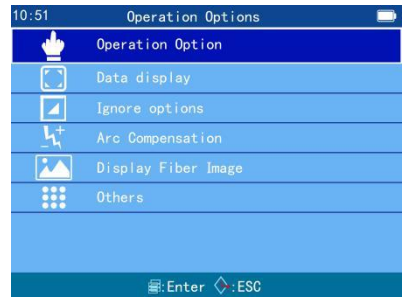 10:51 Operation Options
Operation Option
Data display
Ignore options
Arc Compensation
Display Fiber Image
Others
:Enter :ESC